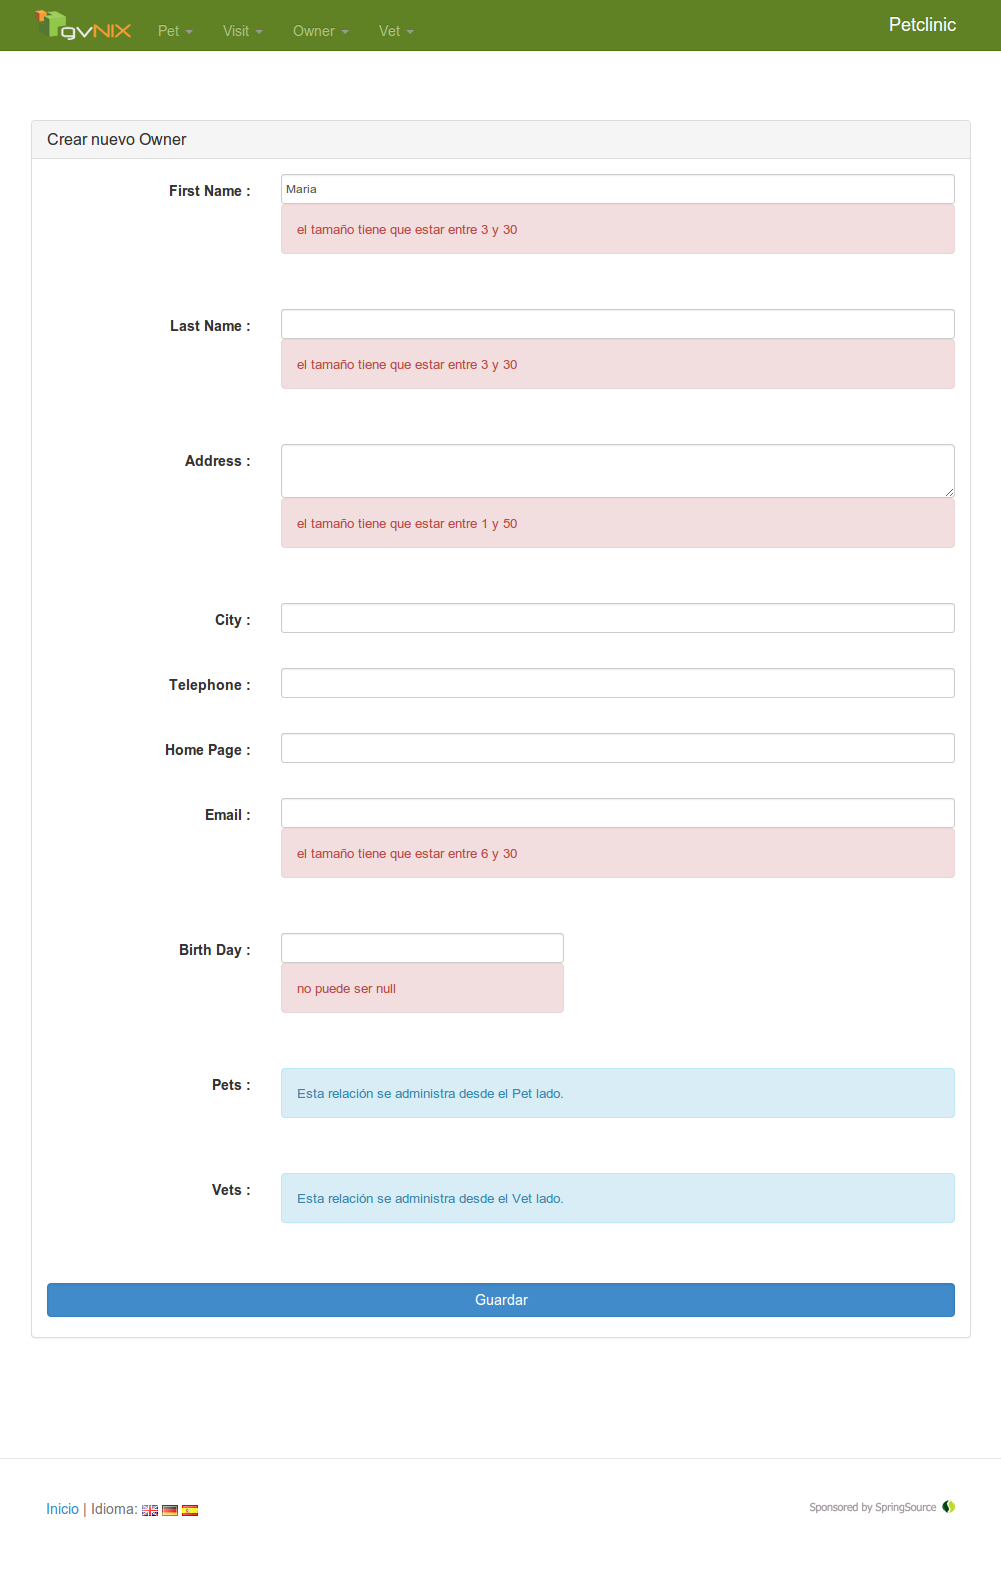 gvNIX Pet Visit Owner Vet Petclinic
Crear nuevo Owner
First Name : Maria
el tamaño tiene que estar entre 3 y 30
Last Name :
el tamaño tiene que estar entre 3 y 30
Address :
el tamaño tiene que estar entre 1 y 50
City :
Telephone :
Home Page :
Email :
el tamaño tiene que estar entre 6 y 30
Birth Day :
no puede ser null
Pets : Esta relación se administra desde el Pet lado.
Vets : Esta relación se administra desde el Vet lado.
Guardar
Inicio | Idioma: Sponsored by SpringSource